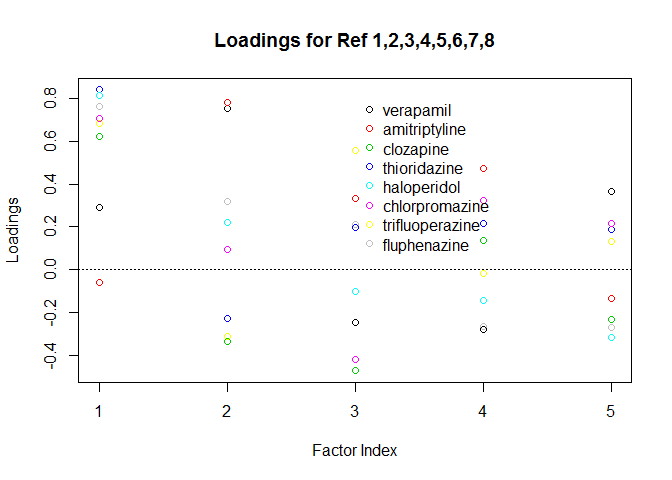 Loadings for Ref 1,2,3,4,5,6,7,8
Loadings
0.8
0.6
0.4
0.2
0.0
-0.2
-0.4
verapamil
amitriptyline
clozapine
thioridazine
haloperidol
chlorpromazine
trifluoperazine
fluphenazine
1 2 3 4 5
Factor Index